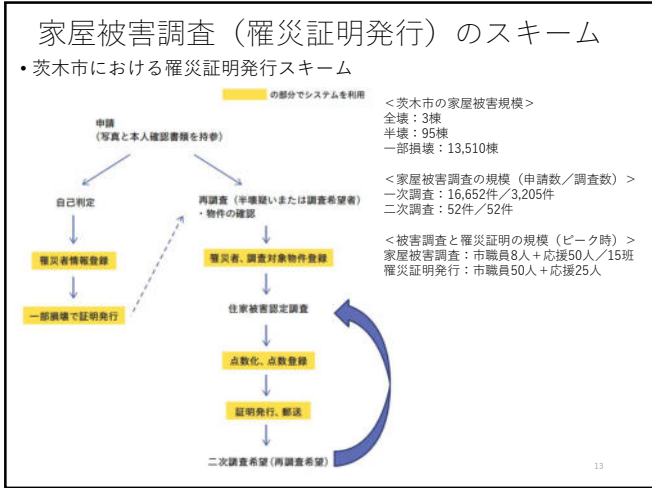 家屋被害調査（罹災証明発行）のスキーム
• 茨木市における罹災証明発行スキーム
の部分でシステムを利用
申請
（写真と本人確認書類を持参）
自己判定
罹災者情報登録
一部損壊で証明発行
再調査（半壊疑いまたは調査希望者）
・物件の確認
罹災者、調査対象物件登録
住家被害認定調査
点数化、点数登録
証明発行、郵送
二次調査希望（再調査希望）
＜茨木市の家屋被害規模＞
全壊：3棟
半壊：95棟
一部損壊：13,510棟
＜家屋被害調査の規模（申請数／調査数）＞
一次調査：16,652件／3,205件
二次調査：52件／52件
＜被害調査と罹災証明の規模（ピーク時）＞
家屋被害調査：市職員8人＋応援50人／15班
罹災証明発行：市職員50人＋応援25人
13